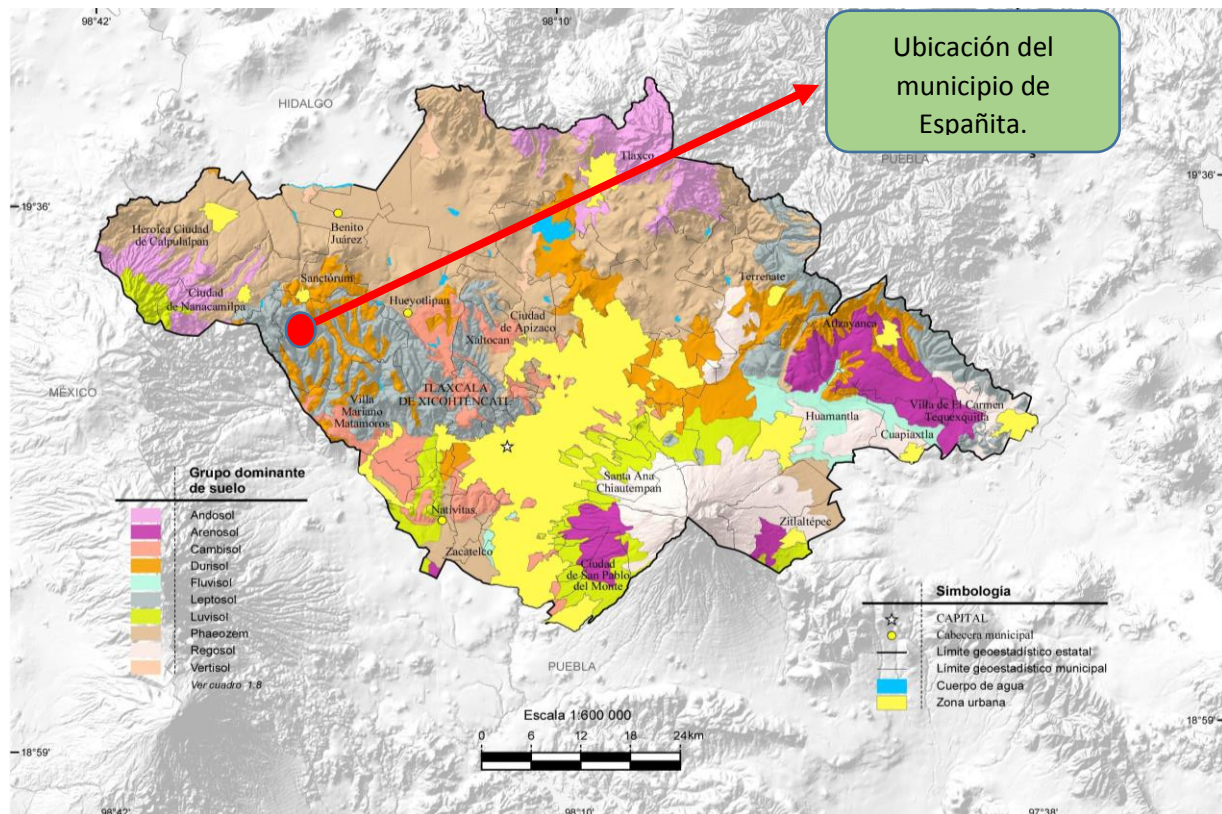 98°42'
98°10'
Ubicación del
municipio de
Españita.
HIDALGO
PUEBLA
19°36'
19°36'
Tlaxco
Heroica Ciudad
de Calpulalpan
Benito
Juárez
Sanctórum
Terrenate
Ciudad
de Nanacamilpa
Hueyotlipan
Ciudad
de Apizaco
Xaltocan
Atlzayanca
MÉXICO
TLAXCALA
DE XICOHTÉNCATL
Villa
Mariano
Matamoros
Huamantla
Villa de El Carmen
Tequexquitla
Cuapiaxtla
Santa Ana
Chiautempan
Nativitas
Zitlaltépec
Zacatelco
Ciudad
de San Pablo
del Monte
Grupo dominante
de suelo
Andosol
Arenosol
Cambisol
Durisol
Fluvisol
Leptosol
Luvisol
Phaeozem
Regosol
Vertisol
Ver cuadro 1.8
Simbología
CAPITAL
Cabecera municipal
Límite geoestadístico estatal
Límite geoestadístico municipal
Cuerpo de agua
Zona urbana
PUEBLA
Escala 1:600 000
0 6 12 18 24 km
18°59'
18°59'
98°42'
98°10'
97°38'